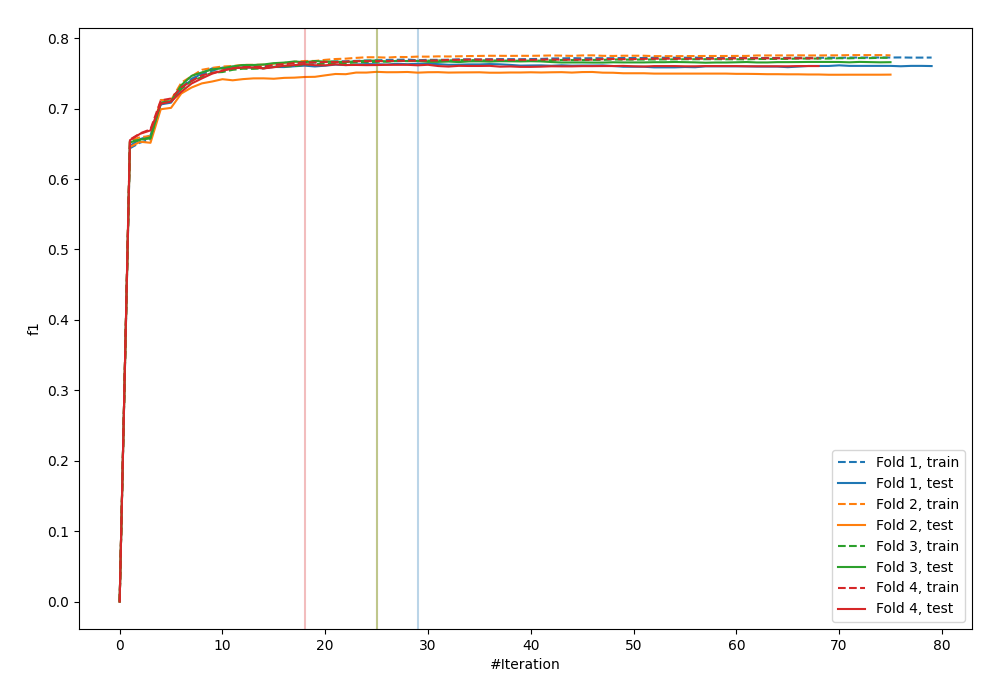 0.8
0.7
0.6
0.5
0.4
0.3
0.2
0.1
0.0
f1
0 10 20 30 40 50 60 70 80
#Iteration
Fold 1, train
Fold 1, test
Fold 2, train
Fold 2, test
Fold 3, train
Fold 3, test
Fold 4, train
Fold 4, test